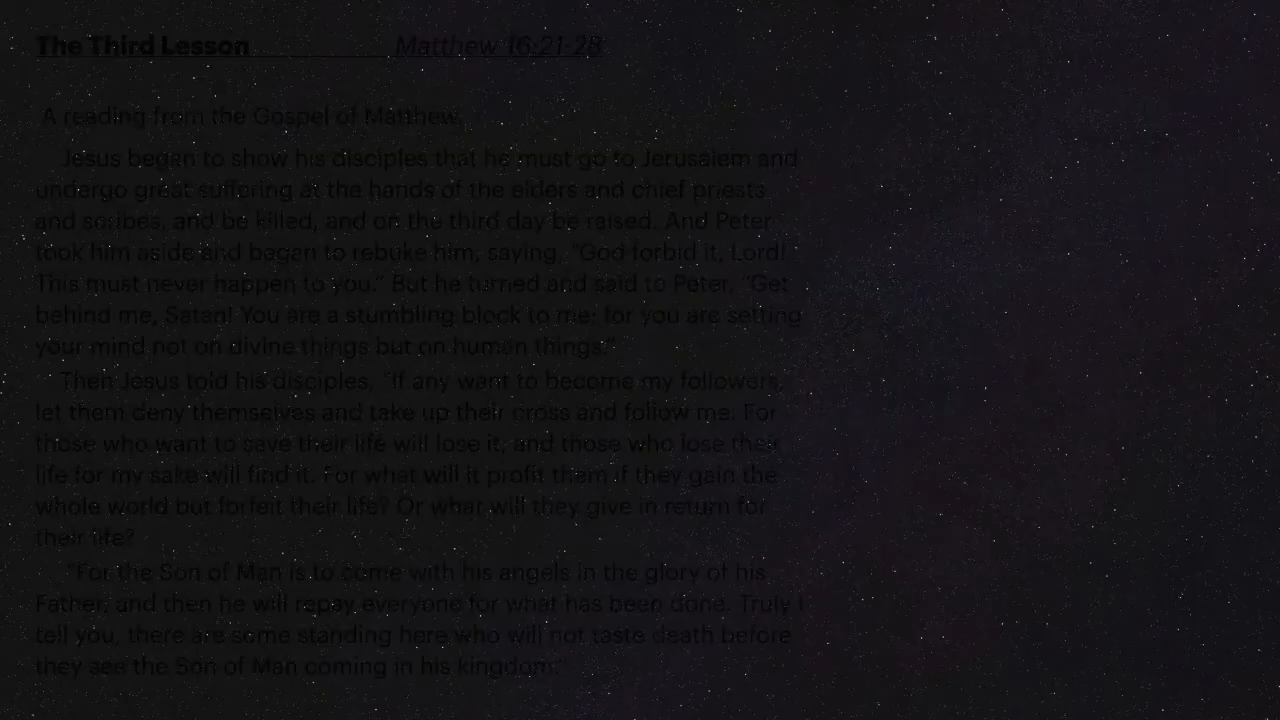 The Third Lesson Matthew 16:21-28
A reading from the Gospel of Matthew.
Jesus began to show his disciples that he must go to Jerusalem and
undergo great suffering at the hands of the elders and chief priests
and scribes, and be killed, and on the third day be raised. And Peter
took him aside and began to rebuke him, saying, “God forbid it, Lord!
This must never happen to you.” But he turned and said to Peter, “Get
behind me, Satan! You are a stumbling block to me; for you are setting
your mind not on divine things but on human things.”
Then Jesus told his disciples, “If any want to become my followers,
let them deny themselves and take up their cross and follow me. For
those who want to save their life will lose it, and those who lose their
life for my sake will find it. For what will it profit them if they gain the
whole world but forfeit their life? Or what will they give in return for
their life?
“For the Son of Man is to come with his angels in the glory of his
Father, and then he will repay everyone for what has been done. Truly I
tell you, there are some standing here who will not taste death before
they see the Son of Man coming in his kingdom.”